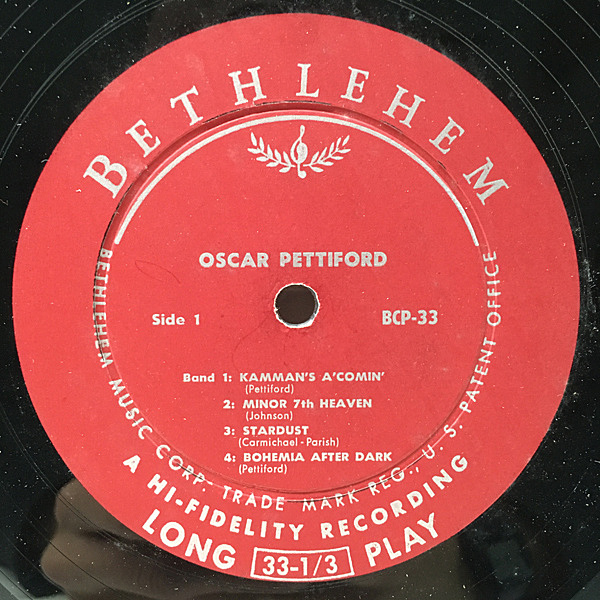 BETHLEHEM
OSCAR PETTIFORD
Side 1
BCP-33
Band 1: KAMMAN'S A'COMIN'
(Pettiford)
2: MINOR 7th HEAVEN
(Johnson)
3: STARDUST
(Carmichael - Parish)
4: BOHEMIA AFTER DARK
(Pettiford)
BETHLEHEM MUSIC CORP. TRADE MARK REG., U. S. PATENT OFFICE
A HI-FIDELITY RECORDING
LONG 33-1/3 PLAY